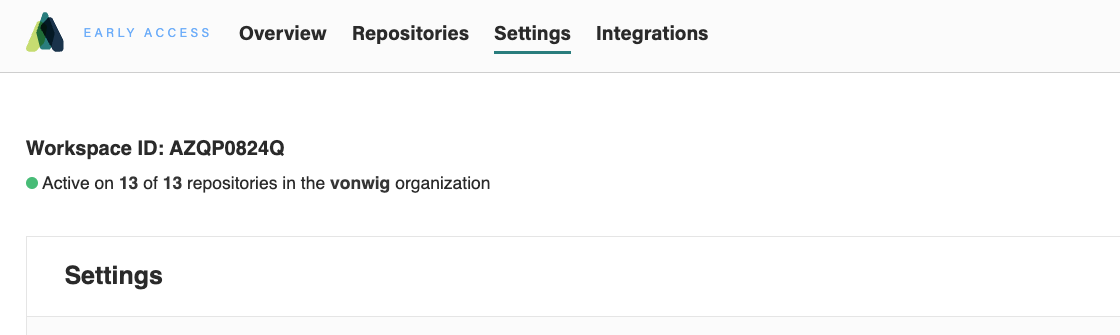 EARLY ACCESS Overview Repositories Settings Integrations
Workspace ID: AZQP0824Q
Active on 13 of 13 repositories in the vonwig organization
Settings